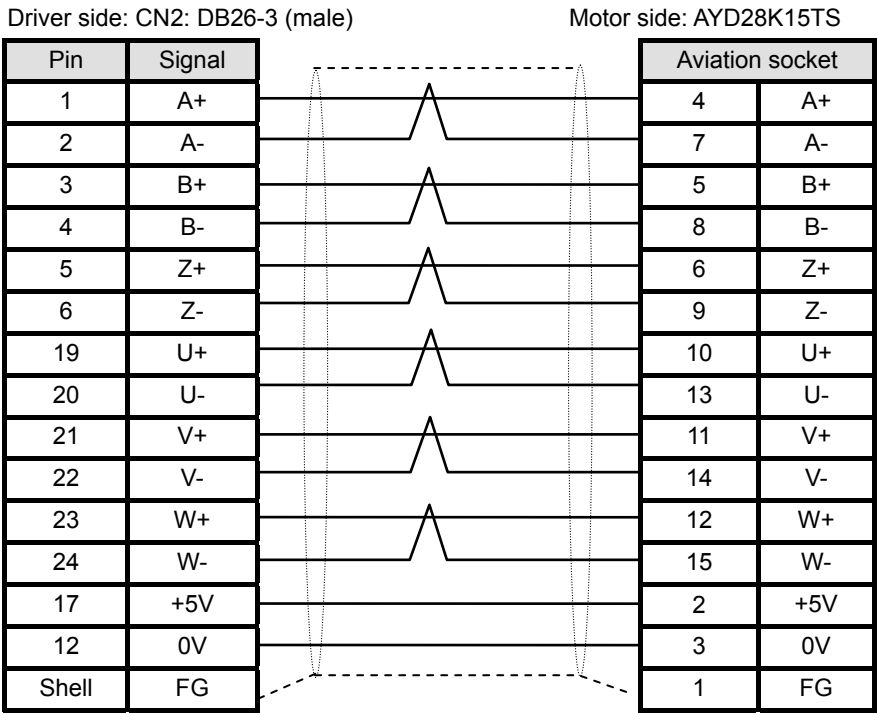 Driver side: CN2: DB26-3 (male) Motor side: AYD28K15TS
Pin Signal Aviation socket
1 A+ 4 A+
2 A- 7 A-
3 B+ 5 B+
4 B- 8 B-
5 Z+ 6 Z+
6 Z- 9 Z-
19 U+ 10 U+
20 U- 13 U-
21 V+ 11 V+
22 V- 14 V-
23 W+ 12 W+
24 W- 15 W-
17 +5V 2 +5V
12 0V 3 0V
Shell FG 1 FG